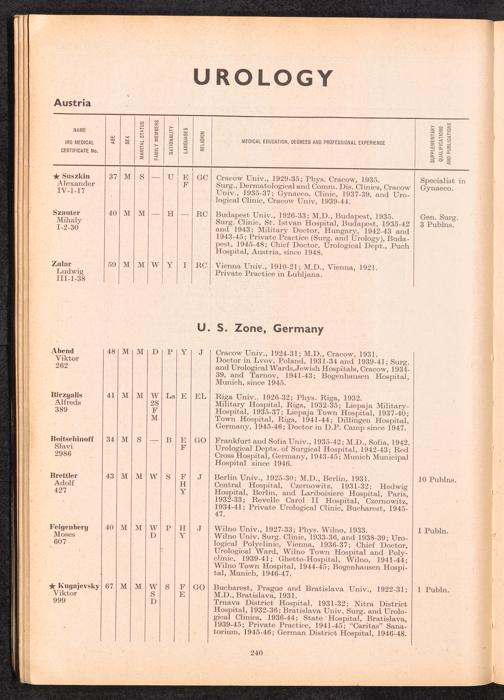 UROLOGY
Austria
NAME
IRO MEDICAL
CERTIFICATE No.
AGE
SEX
MARITAL STATUS
FAMILY MEMBERS
NATIONALITY
LANGUAGES
RELIGION
MEDICAL EDUCATION, DEGREES AND PROFESSIONAL EXPERIENCE
SUPPLEMENTARY
QUALIFICATIONS
AND PUBLICATIONS
★ Suszkin 37 M S — U E GC Cracow Univ., 1929-35; Phys. Cracow, 1935. Specialist in
Alexander F Surg., Dermatological and Comm. Dis. Clinics, Cracow Gynaeco.
IV-1-17 Univ., 1935-37; Gynaeco. Clinic, 1937-39, and Uro-
logical Clinic, Cracow Univ., 1939-44.
Szauter 40 M M — H — RC Budapest Univ., 1926-33; M.D., Budapest, 1935. Gen. Surg.
Mihaly Surg. Clinic, St. Istvan Hospital, Budapest, 1935-42 3 Publns.
I-2-30 and 1943; Military Doctor, Hungary, 1942-43 and
1943-45; Private Practice (Surg. and Urology), Buda-
pest, 1945-48; Chief Doctor, Urological Dept., Puch
Hospital, Austria, since 1948.
Zalar 59 M M W Y I RC Vienna Univ., 1910-21; M.D., Vienna, 1921.
Ludwig Private Practice in Lubljana.
III-1-38
U. S. Zone, Germany
Abend 48 M M D P Y J Cracow Univ., 1924-31; M.D., Cracow, 1931.
Viktor Doctor in Lvov, Poland, 1931-34 and 1939-41; Surg.
262 and Urological Wards, Jewish Hospitals, Cracow, 1934-
39, and Tarnov, 1941-43; Bogenhausen Hospital,
Munich, since 1945.
Birzgalis 41 M M W La E EL Riga Univ., 1926-32; Phys. Riga, 1932.
Alfreds 2S Military Hospital, Riga, 1932-35; Liepaja Military-
389 F Hospital, 1935-37; Liepaja Town Hospital, 1937-40;
M Town Hospital, Riga, 1941-44; Dillingen Hospital,
Germany, 1945-46; Doctor in D.P. Camp since 1947.
Boitschinoff 34 M S — B E GO Frankfurt and Sofia Univ., 1935-42; M.D., Sofia, 1942.
Slavi F Urological Depts. of Surgical Hospital, 1942-43; Red
2986 Cross Hospital, Germany, 1943-45; Munich Municipal
Hospital since 1946.
Brettler 43 M M W S F J Berlin Univ., 1925-30; M.D., Berlin, 1931. 10 Publns.
Adolf H Central Hospital, Czernowitz, 1931-32; Hedwig
427 Y Hospital, Berlin, and Lariboisiere Hospital, Paris,
1932-33; Revelle Carol II Hospital, Czernowitz,
1934-41; Private Urological Clinic, Bucharest, 1945-
47.
Feigenberg 40 M M W P H J Wilno Univ., 1927-33; Phys. Wilno, 1933. 1 Publn.
Moses D Y Wilno Univ. Surg. Clinic, 1933-36, and 1938-39; Uro-
607 logical Polyclinic, Vienna, 1936-37; Chief Doctor,
Urological Ward, Wilno Town Hospital and Poly-
clinic, 1939-41; Ghetto-Hospital, Wilno, 1941-44;
Wilno Town Hospital, 1944-45; Bogenhausen Hospi-
tal, Munich, 1946-47.
★ Kugajevsky 67 M M W S F GO Bucharest, Prague and Bratislava Univ., 1922-31; 1 Publn.
Viktor S E M.D., Bratislava, 1931.
999 D Trnava District Hospital, 1931-32; Nitra District
Hospital, 1932-36; Bratislava Univ. Surg. and Urolo-
gical Clinics, 1936-44; State Hospital, Bratislava,
1939-45; Private Practice, 1941-45; "Caritas" Sana-
torium, 1945-46; German District Hospital, 1946-48.
240